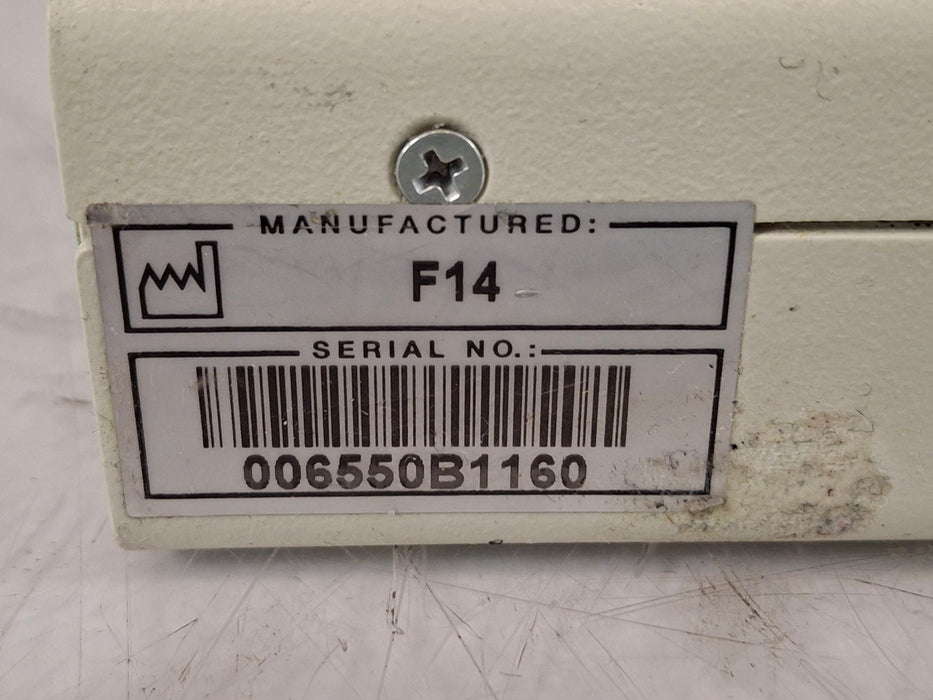 MANUFACTURED:
F14
SERIAL NO.:
006550B1160